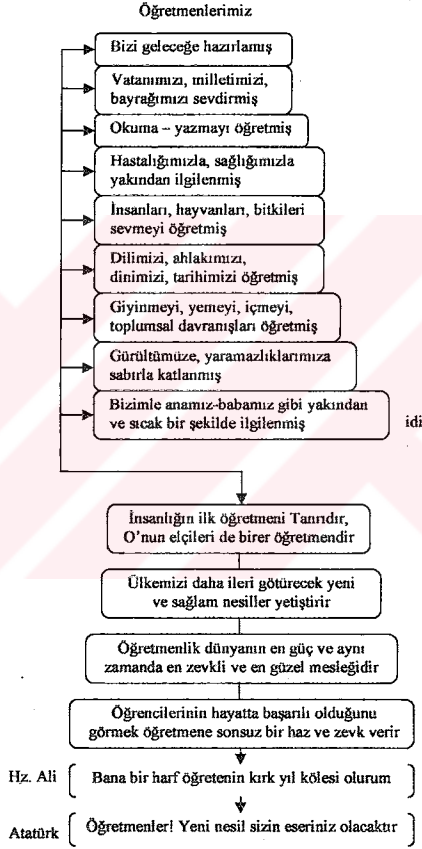 Öğretmenlerimiz
Bizi geleceğe hazırlamış
Vatanımızı, milletimizi,
bayrağımızı sevdirmiş
Okuma – yazmayı öğretmiş
Hastalığımızla, sağlığımızla
yakından ilgilenmiş
İnsanları, hayvanları, bitkileri
sevmeyi öğretmiş
Dilimizi, ahlakımızı,
dinimizi, tarihimizi öğretmiş
Giyinmeyi, yemeyi, içmeyi,
toplumsal davranışları öğretmiş
Gürültümüze, yaramazlıklarımıza
sabırla katlanmış
Bizimle anamız-babamız gibi yakından
ve sıcak bir şekilde ilgilenmiş idi
İnsanlığın ilk öğretmeni Tanrıdır,
O'nun elçileri de birer öğretmendir
Ülkemizi daha ileri götürecek yeni
ve sağlam nesiller yetiştirir
Öğretmenlik dünyanın en güç ve aynı
zamanda en zevkli ve en güzel mesleğidir
Öğrencilerinin hayatta başarılı olduğunu
görmek öğretmene sonsuz bir haz ve zevk verir
Hz. Ali Bana bir harf öğretenin kırk yıl kölesi olurum
Atatürk Öğretmenler! Yeni nesil sizin eseriniz olacaktır